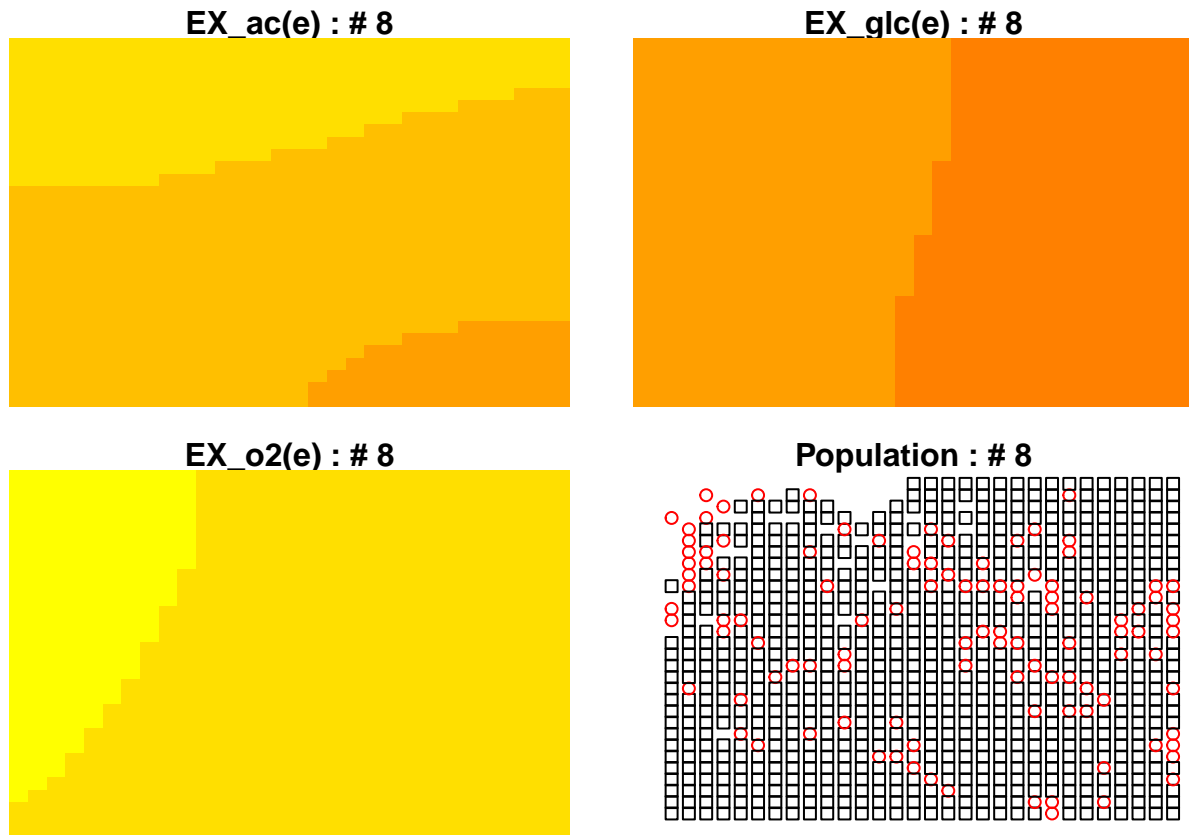 EX_ac(e) : # 8
EX_glc(e) : # 8
EX_o2(e) : # 8
Population : # 8